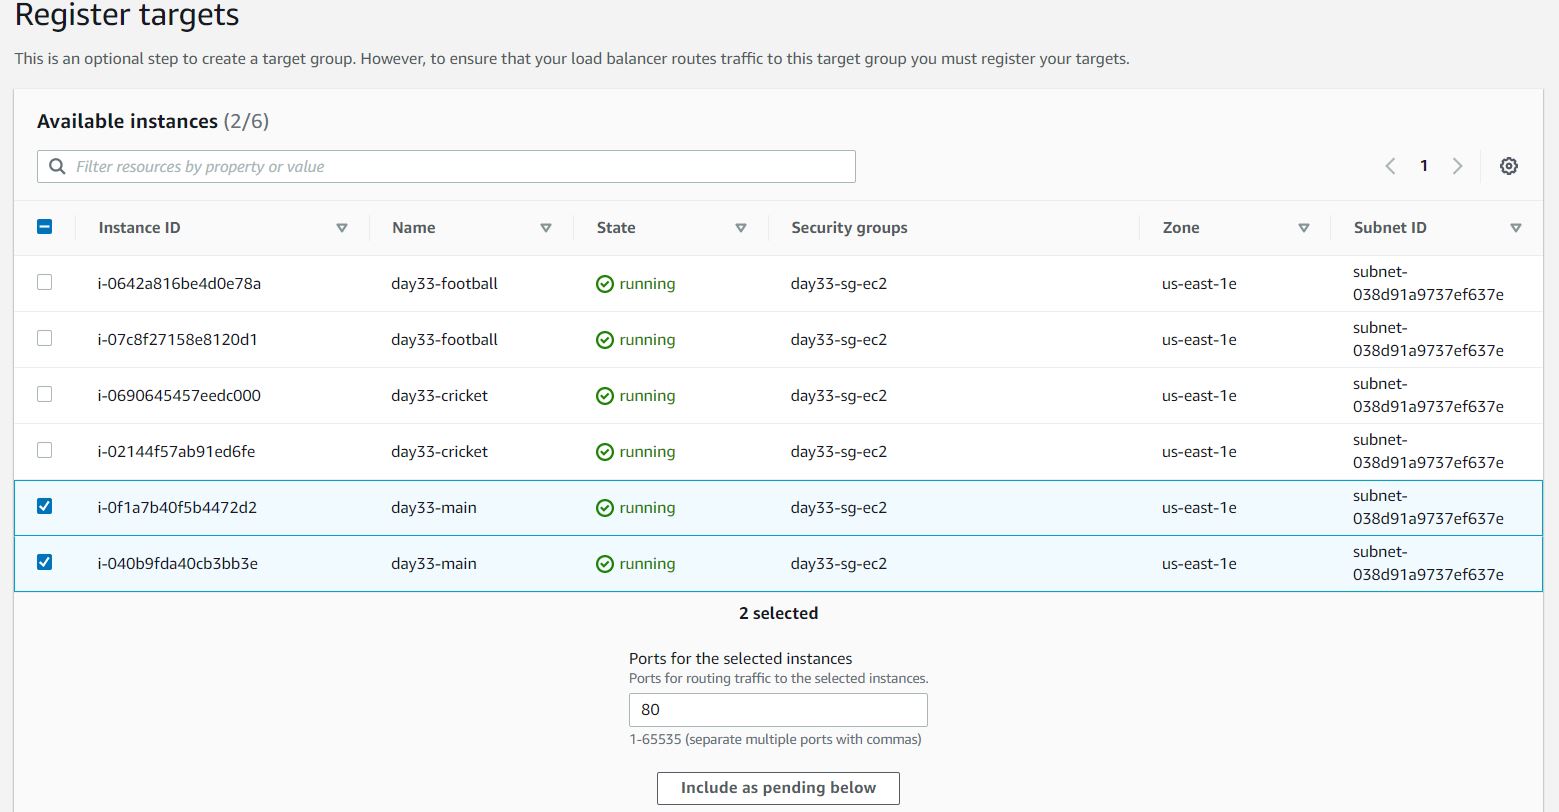 Register targets
This is an optional step to create a target group. However, to ensure that your load balancer routes traffic to this target group you must register your targets.
Available instances (2/6)
Filter resources by property or value
1
Instance ID Name State Security groups Zone Subnet ID
i-0642a816be4d0e78a day33-football running day33-sg-ec2 us-east-1e subnet-
038d91a9737ef637e
i-07c8f27158e8120d1 day33-football running day33-sg-ec2 us-east-1e subnet-
038d91a9737ef637e
i-0690645457eedc000 day33-cricket running day33-sg-ec2 us-east-1e subnet-
038d91a9737ef637e
i-02144f57ab91ed6fe day33-cricket running day33-sg-ec2 us-east-1e subnet-
038d91a9737ef637e
i-0f1a7b40f5b4472d2 day33-main running day33-sg-ec2 us-east-1e subnet-
038d91a9737ef637e
i-040b9fda40cb3bb3e day33-main running day33-sg-ec2 us-east-1e subnet-
038d91a9737ef637e
2 selected
Ports for the selected instances
Ports for routing traffic to the selected instances.
80
1-65535 (separate multiple ports with commas)
Include as pending below